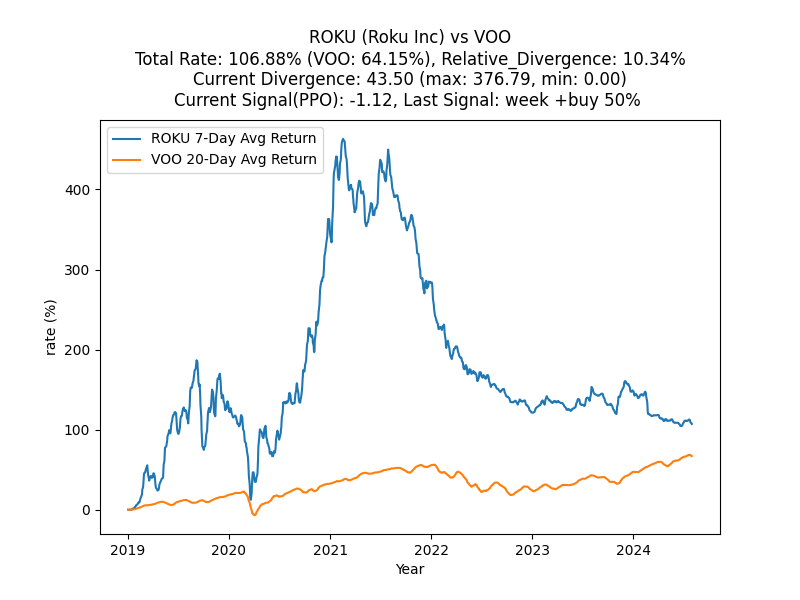 ROKU (Roku Inc) vs VOO
Total Rate: 106.88% (VOO: 64.15%), Relative_Divergence: 10.34%
Current Divergence: 43.50 (max: 376.79, min: 0.00)
Current Signal(PPO): -1.12, Last Signal: week +buy 50%
ROKU 7-Day Avg Return
VOO 20-Day Avg Return
400
300
200
100
0
rate (%)
2019 2020 2021 2022 2023 2024
Year